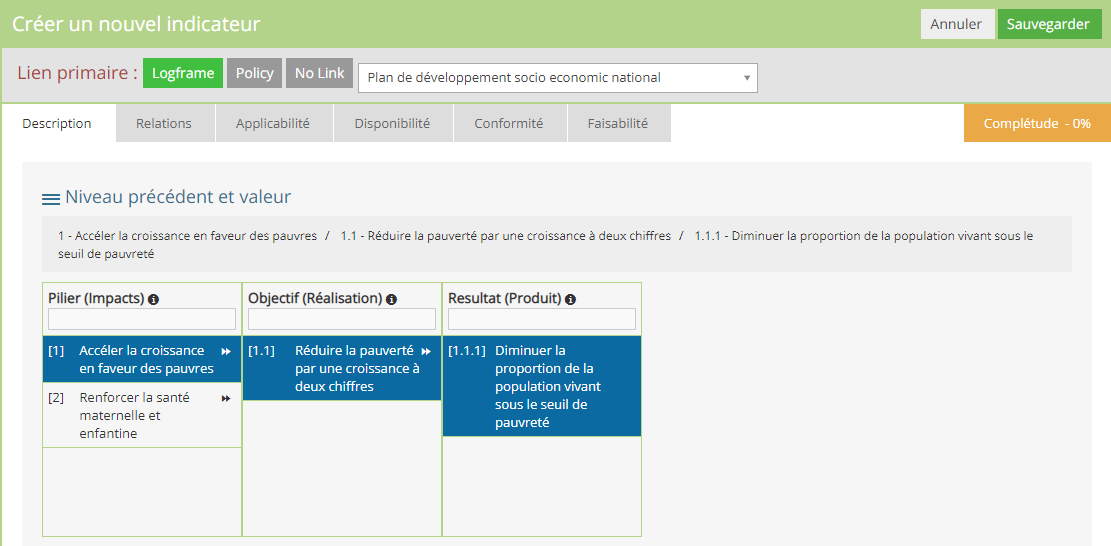 Créer un nouvel indicateur
Annuler
Sauvegarder
Lien primaire :
Logframe
Policy
No Link
Plan de développement socio economic national
Description
Relations
Applicabilité
Disponibilité
Conformité
Faisabilité
Complétude - 0%
Niveau précédent et valeur
1 - Accéler la croissance en faveur des pauvres / 1.1 - Réduire la pauverté par une croissance à deux chiffres / 1.1.1 - Diminuer la proportion de la population vivant sous le
seuil de pauvreté
Pilier (Impacts)
[1] Accéler la croissance
en faveur des pauvres
[2] Renforcer la santé
maternelle et
enfantine
Objectif (Réalisation)
[1.1] Réduire la pauverté
par une croissance à
deux chiffres
Resultat (Produit)
[1.1.1] Diminuer la
proportion de la
population vivant
sous le seuil de
pauvreté